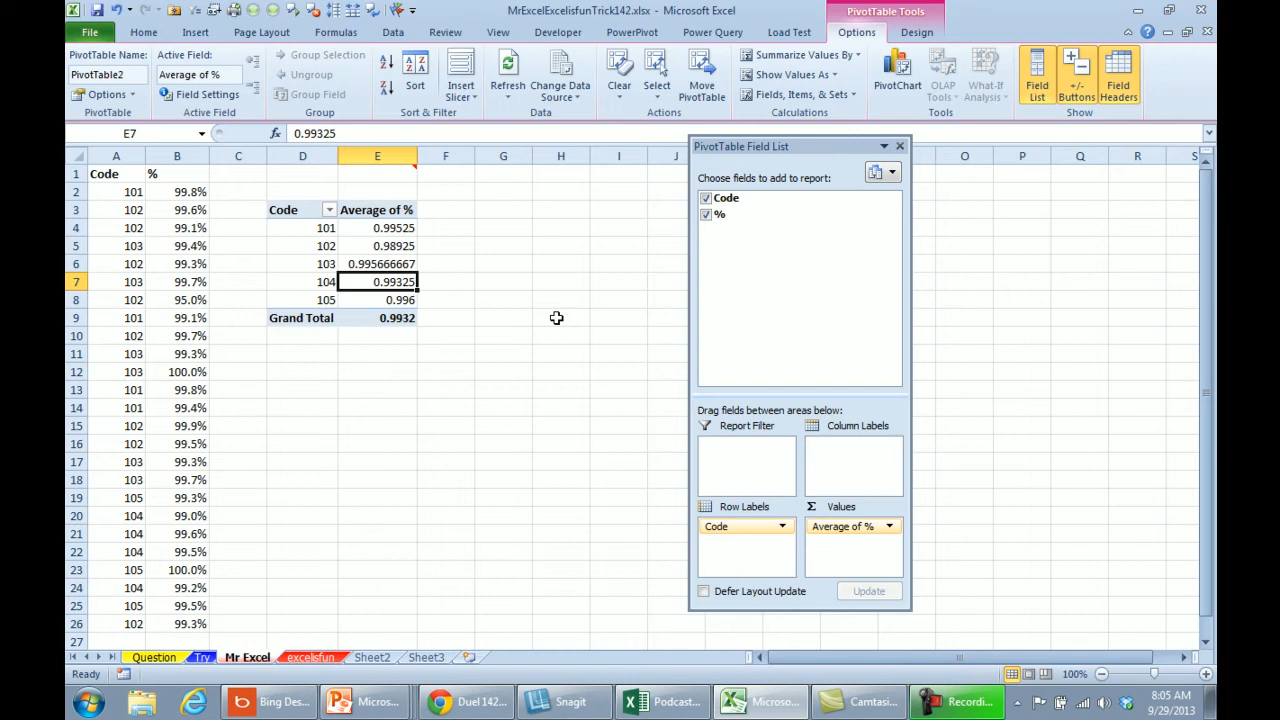 MrExcelExcelisfunTrick142.xlsx - Microsoft Excel
PivotTable Tools
File Home Insert Page Layout Formulas Data Review View Developer PowerPivot Power Query Load Test Options Design
PivotTable Name: Active Field:
PivotTable2 Average of %
Options Field Settings
PivotTable Active Field
Group Selection
Ungroup
Group Field
Group
Sort Insert Slicer
Sort & Filter
Refresh Change Data Source
Data
Clear Select Move PivotTable
Actions
Summarize Values By
Show Values As
Fields, Items, & Sets
Calculations
PivotChart OLAP Tools What-If Analysis
Tools
Field List +/- Buttons Field Headers
Show
E7 fx 0.99325
A B C D E F G H I J O P Q R S
1 Code %
2 101 99.8%
3 102 99.6% Code Average of %
4 102 99.1% 101 0.99525
5 103 99.4% 102 0.98925
6 102 99.3% 103 0.995666667
7 103 99.7% 104 0.99325
8 102 95.0% 105 0.996
9 101 99.1% Grand Total 0.9932
10 102 99.7%
11 103 99.3%
12 103 100.0%
13 101 99.8%
14 101 99.4%
15 102 99.9%
16 102 99.5%
17 103 99.3%
18 103 99.7%
19 105 99.3%
20 104 99.0%
21 104 99.6%
22 104 99.5%
23 105 100.0%
24 104 99.2%
25 105 99.5%
26 102 99.3%
27
PivotTable Field List
Choose fields to add to report:
Code
%
Drag fields between areas below:
Report Filter Column Labels
Row Labels Σ Values
Code Average of %
Defer Layout Update Update
Question Try Mr Excel excelisfun Sheet2 Sheet3
Ready 100%
Bing Des... Micros... Duel 142... Snagit Podcast... Microso... Camtasi... Recordi...
8:05 AM
9/29/2013